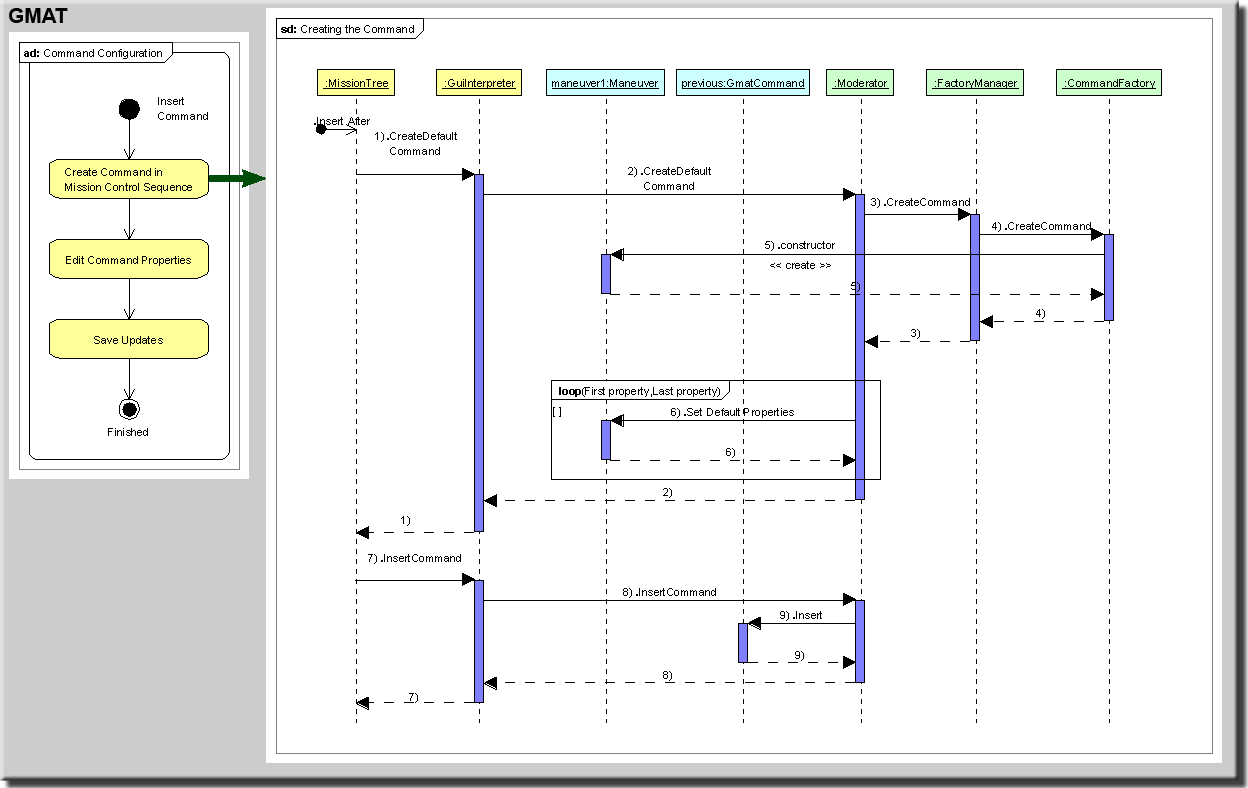 GMAT
ad: Command Configuration
Insert
Command
Create Command in
Mission Control Sequence
Edit Command Properties
Save Updates
Finished
sd: Creating the Command
:MissionTree
:GuiInterpreter
maneuver1:Maneuver
previous:GmatCommand
:Moderator
:FactoryManager
:CommandFactory
.Insert After
1) .CreateDefault
Command
2) .CreateDefault
Command
3) .CreateCommand
4) .CreateCommand
5) .constructor
<< create >>
5)
4)
3)
loop(First property,Last property)
[ ]
6) .Set Default Properties
6)
2)
1)
7) .InsertCommand
8) .InsertCommand
9) .Insert
9)
8)
7)